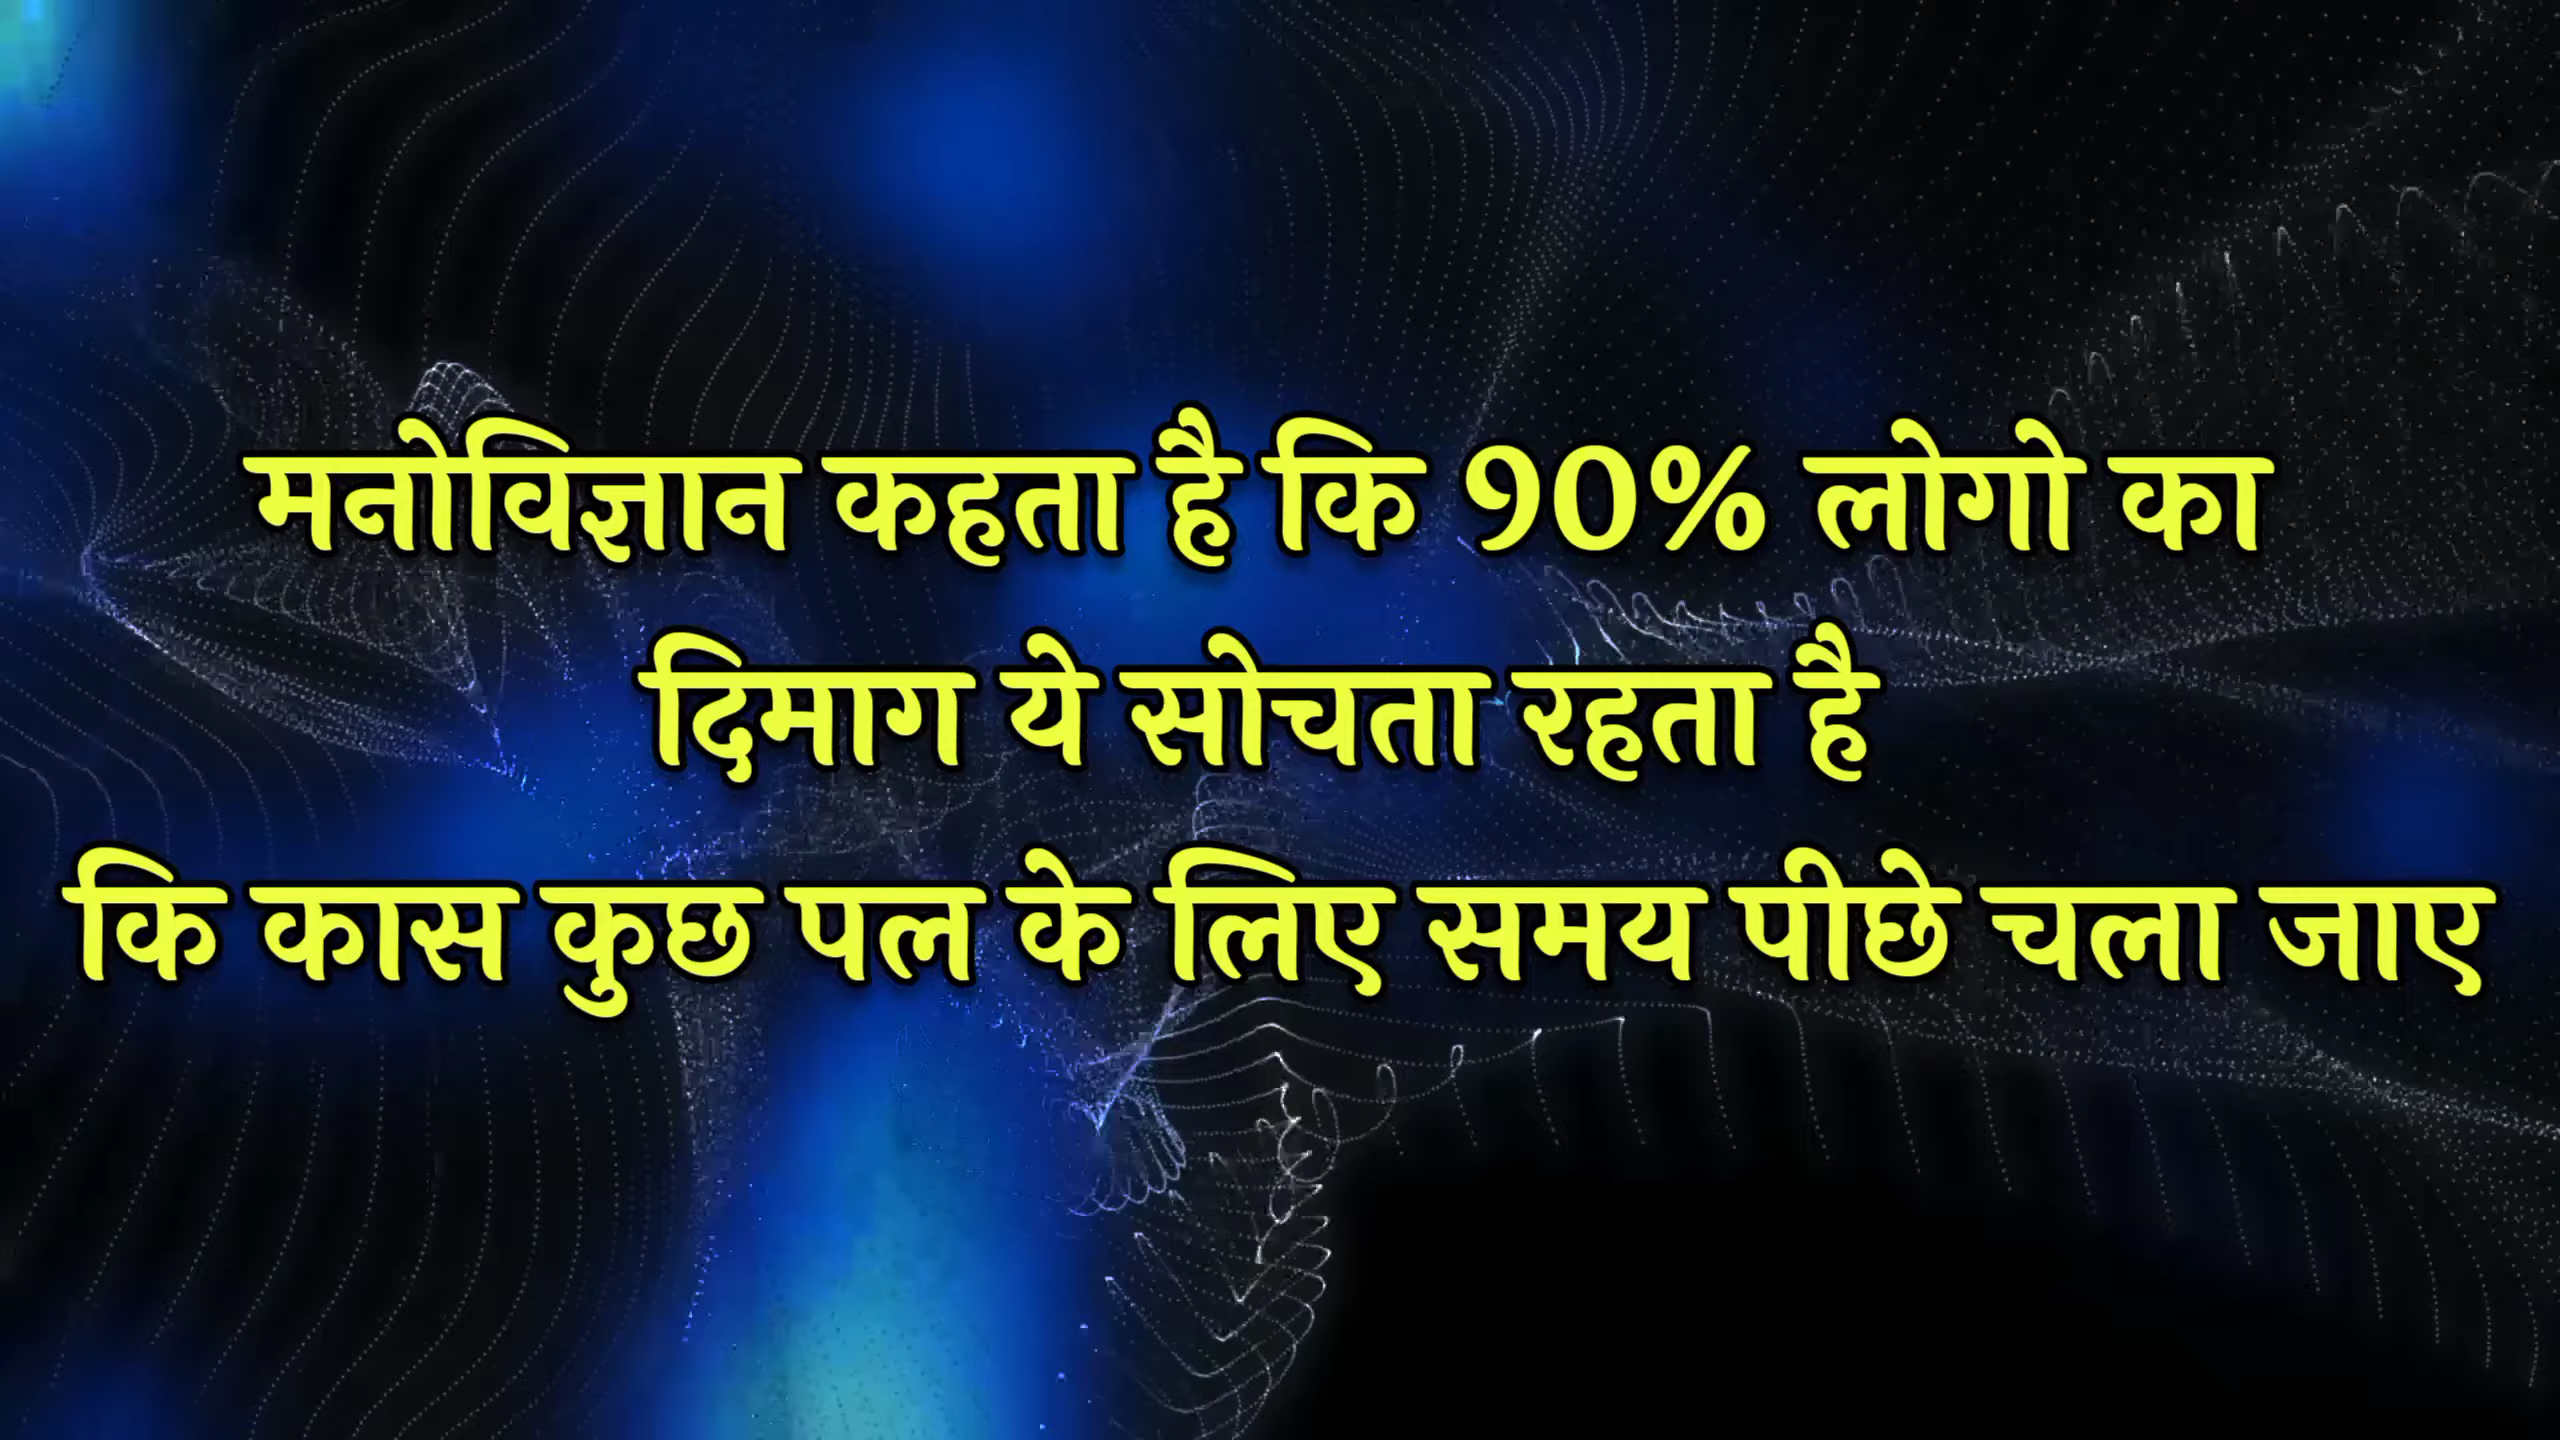 मनोविज्ञान कहता है कि 90% लोगो का
दिमाग ये सोचता रहता है
कि कास कुछ पल के लिए समय पीछे चला जाए